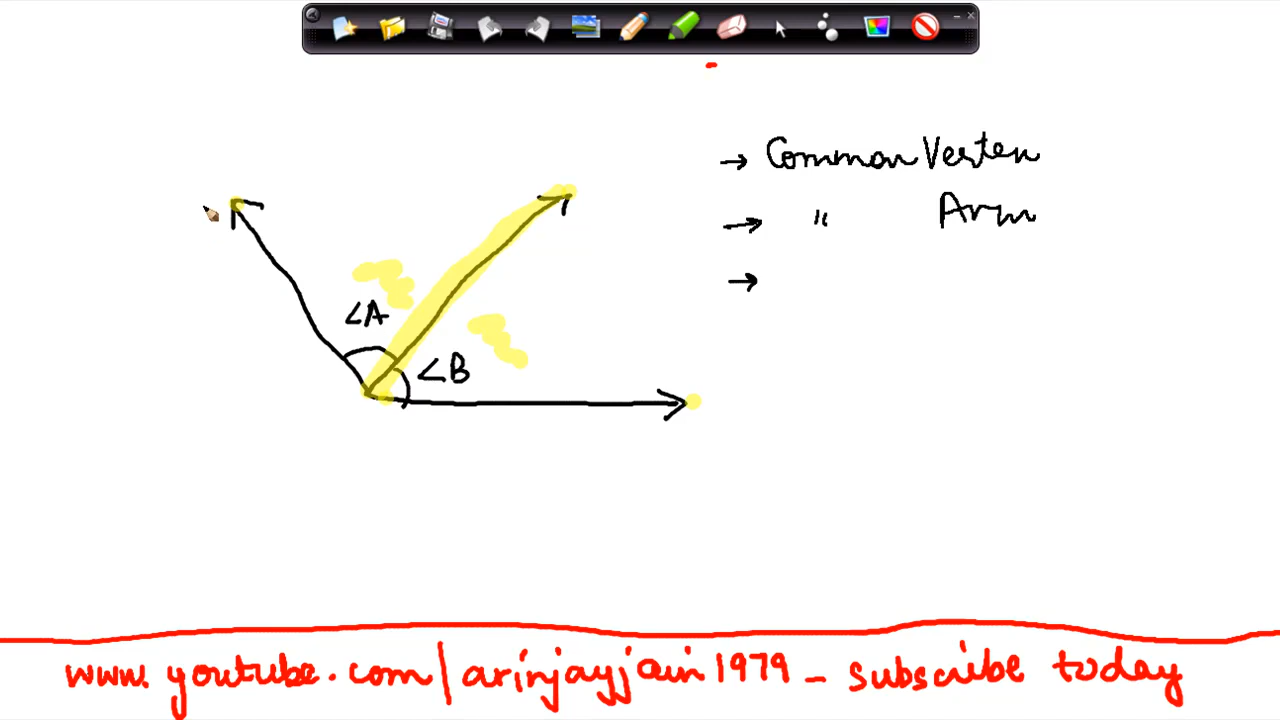 → Common Vertex
→ " Arm
→
∠A
∠B
www.youtube.com/arinjayjain1979 - subscribe today